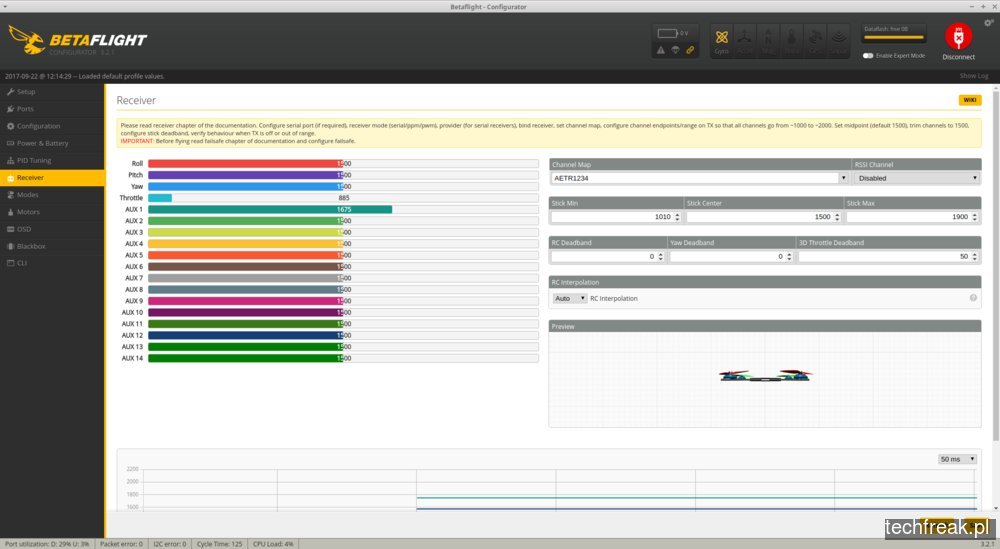 Betaflight - Configurator
BETAFLIGHT
CONFIGURATOR 3.2.1
0 V
Gyro
Dataflash: free 0B
Enable Expert Mode
Disconnect
2017-09-22 @ 12:14:29 -- Loaded default profile values.
Show Log
Setup
Ports
Configuration
Power & Battery
PID Tuning
Receiver
Modes
Motors
OSD
Blackbox
CLI
Receiver
WIKI
Please read receiver chapter of the documentation. Configure serial port (if required), receiver mode (serial/ppm/pwm), provider (for serial receivers), bind receiver, set channel map, configure channel endpoints/range on TX so that all channels go from ~1000 to ~2000. Set midpoint (default 1500), trim channels to 1500,
configure stick deadband, verify behaviour when TX is off or out of range.
IMPORTANT: Before flying read failsafe chapter of documentation and configure failsafe.
Roll 1500
Pitch 1500
Yaw 1500
Throttle 885
AUX 1 1675
AUX 2 1500
AUX 3 1500
AUX 4 1500
AUX 5 1500
AUX 6 1500
AUX 7 1500
AUX 8 1500
AUX 9 1500
AUX 10 1500
AUX 11 1500
AUX 12 1500
AUX 13 1500
AUX 14 1500
Channel Map RSSI Channel
AETR1234 Disabled
Stick Min Stick Center Stick Max
1010 1500 1900
RC Deadband Yaw Deadband 3D Throttle Deadband
0 0 50
RC Interpolation
Auto RC Interpolation
Preview
50 ms
2200
2000
1800
1600
techfreak.pl
Port utilization: D: 29% U: 3% Packet error: 0 I2C error: 0 Cycle Time: 125 CPU Load: 4% 3.2.1